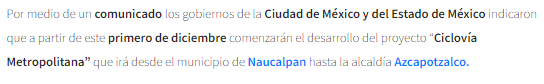 Por medio de un comunicado los gobiernos de la Ciudad de México y del Estado de México indicaron
que a partir de este primero de diciembre comenzarán el desarrollo del proyecto “Ciclovía
Metropolitana” que irá desde el municipio de Naucalpan hasta la alcaldía Azcapotzalco.